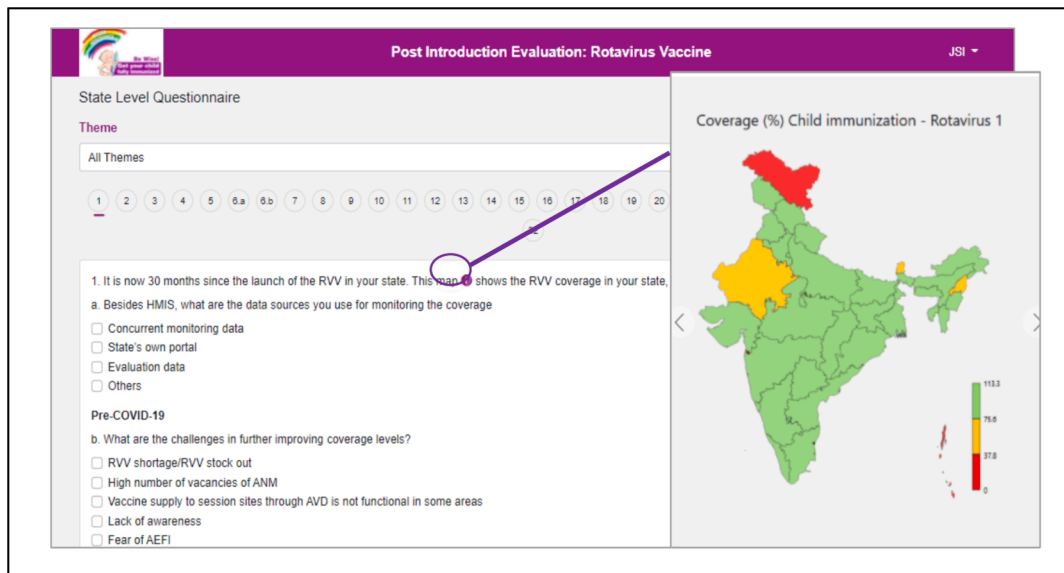 Be Wise!
Get your child
fully immunized
Post Introduction Evaluation: Rotavirus Vaccine
JSI
State Level Questionnaire
Theme
All Themes
1 2 3 4 5 6.a 6.b 7 8 9 10 11 12 13 14 15 16 17 18 19 20
1. It is now 30 months since the launch of the RVV in your state. This map shows the RVV coverage in your state,
a. Besides HMIS, what are the data sources you use for monitoring the coverage
Concurrent monitoring data
State's own portal
Evaluation data
Others
Pre-COVID-19
b. What are the challenges in further improving coverage levels?
RVV shortage/RVV stock out
High number of vacancies of ANM
Vaccine supply to session sites through AVD is not functional in some areas
Lack of awareness
Fear of AEFI
Coverage (%) Child immunization - Rotavirus 1
113.3
75.6
37.8
0